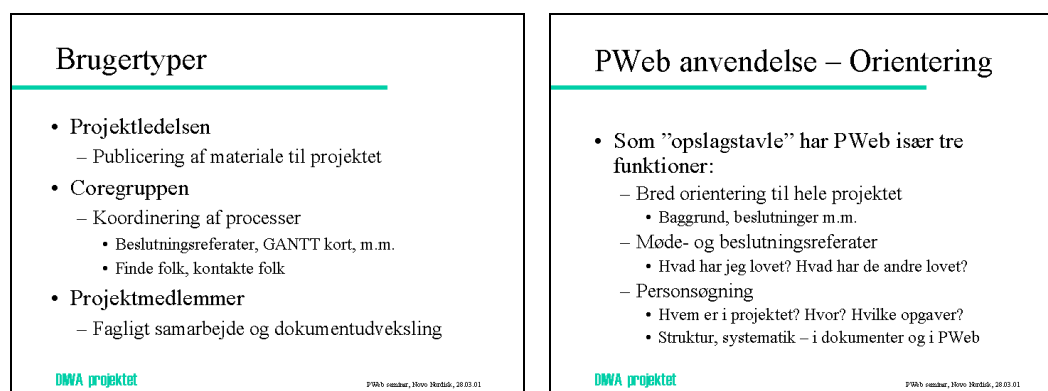 Brugertyper
• Projektledelsen
– Publicering af materiale til projektet
• Coregruppen
– Koordinering af processer
• Beslutningsreferater, GANTT kort, m.m.
• Finde folk, kontakte folk
• Projektmedlemmer
– Fagligt samarbejde og dokumentudveksling
DIWA projektet
PWeb seminar, Novo Nordisk, 28.03.01
PWeb anvendelse – Orientering
• Som ”opslagstavle” har PWeb især tre
funktioner:
– Bred orientering til hele projektet
• Baggrund, beslutninger m.m.
– Møde- og beslutningsreferater
• Hvad har jeg lovet? Hvad har de andre lovet?
– Personsøgning
• Hvem er i projektet? Hvor? Hvilke opgaver?
• Struktur, systematik – i dokumenter og i PWeb
DIWA projektet
PWeb seminar, Novo Nordisk, 28.03.01